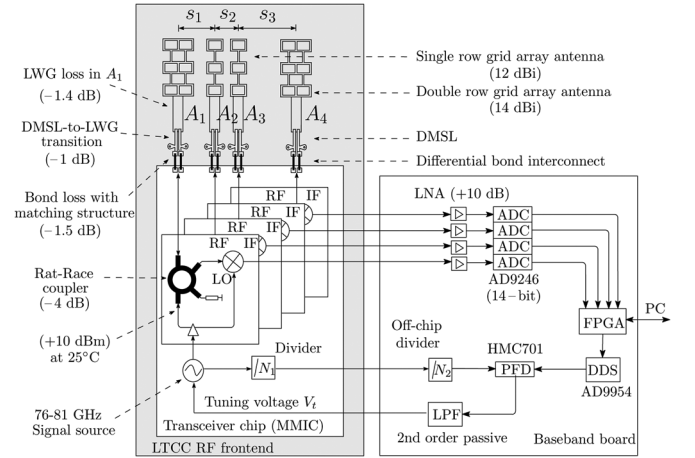 s1 s2 s3
LWG loss in A1
(−1.4 dB)
Single row grid array antenna
(12 dBi)
Double row grid array antenna
(14 dBi)
A1 A2 A3 A4
DMSL-to-LWG
transition
(−1 dB)
DMSL
Differential bond interconnect
Bond loss with
matching structure
(−1.5 dB)
RF IF
RF IF
RF IF
RF IF
LO
LNA (+10 dB)
ADC
ADC
ADC
ADC
AD9246
(14−bit)
Rat-Race
coupler
(−4 dB)
(+10 dBm)
at 25°C
PC
FPGA
Off-chip
divider
Divider
HMC701
/N1
/N2
PFD
DDS
AD9954
76-81 GHz
Signal source
Tuning voltage Vt
LPF
Transceiver chip (MMIC)
2nd order passive
Baseband board
LTCC RF frontend